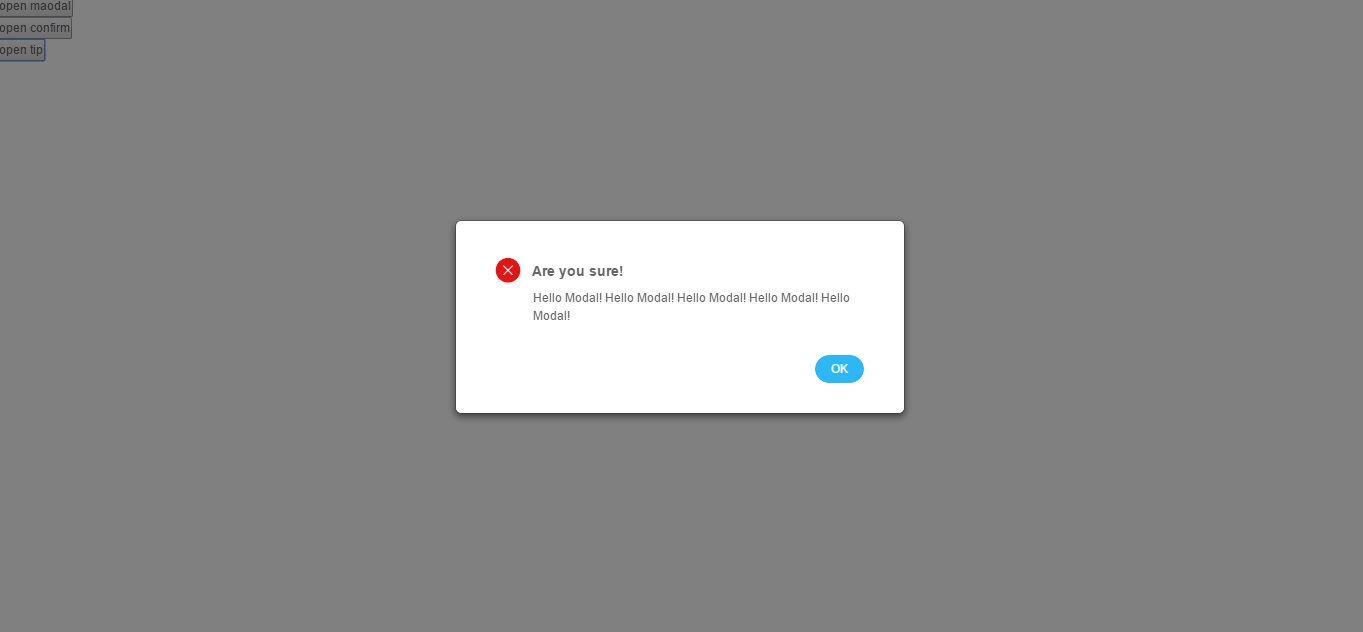 open maodal
open confirm
open tip
Are you sure!
Hello Modal! Hello Modal! Hello Modal! Hello Modal! Hello
Modal!
OK